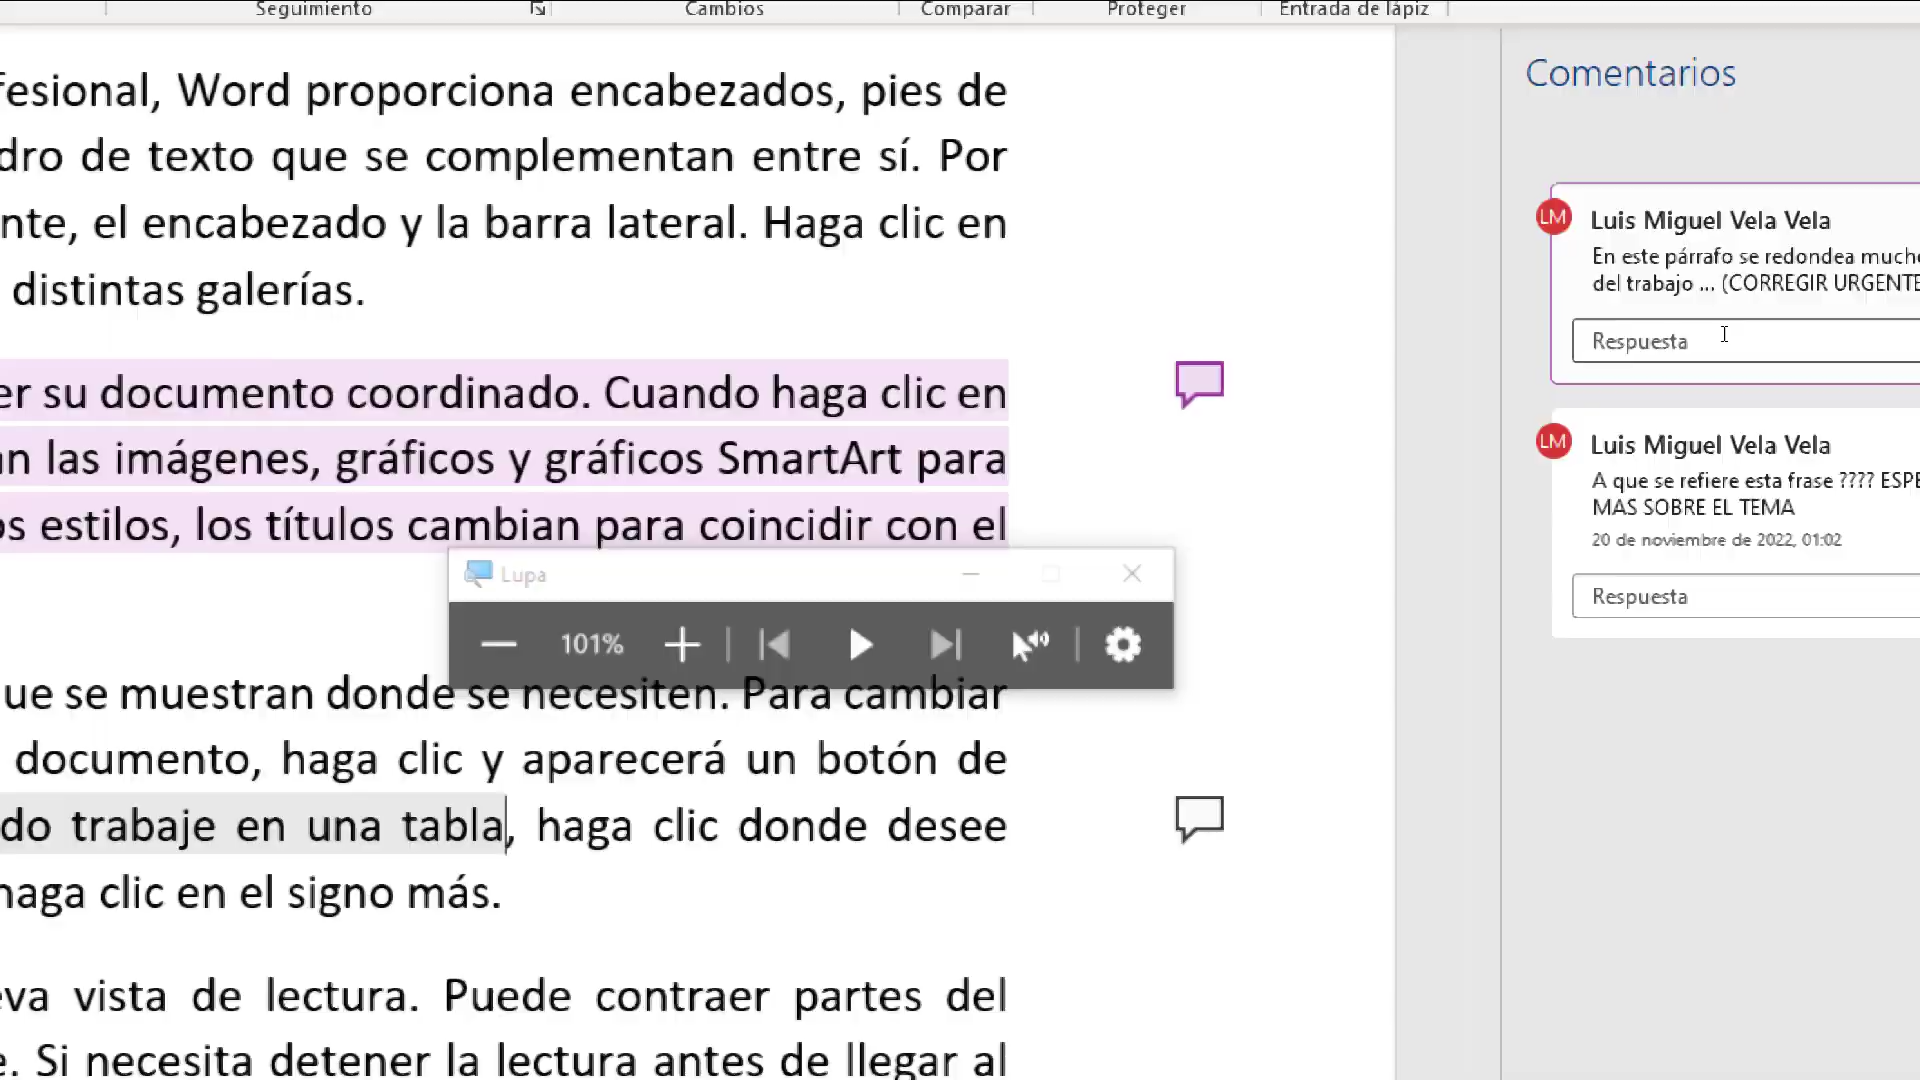 Seguimiento Cambios Comparar Proteger Entrada de lápiz
fesional, Word proporciona encabezados, pies de
dro de texto que se complementan entre sí. Por
nte, el encabezado y la barra lateral. Haga clic en
distintas galerías.
er su documento coordinado. Cuando haga clic en
an las imágenes, gráficos y gráficos SmartArt para
os estilos, los títulos cambian para coincidir con el
Lupa
101%
ue se muestran donde se necesiten. Para cambiar
documento, haga clic y aparecerá un botón de
do trabaje en una tabla, haga clic donde desee
haga clic en el signo más.
eva vista de lectura. Puede contraer partes del
e. Si necesita detener la lectura antes de llegar al
Comentarios
LM Luis Miguel Vela Vela
En este párrafo se redondea mucho
del trabajo ... (CORREGIR URGENTE
Respuesta
LM Luis Miguel Vela Vela
A que se refiere esta frase ???? ESPE
MAS SOBRE EL TEMA
20 de noviembre de 2022, 01:02
Respuesta